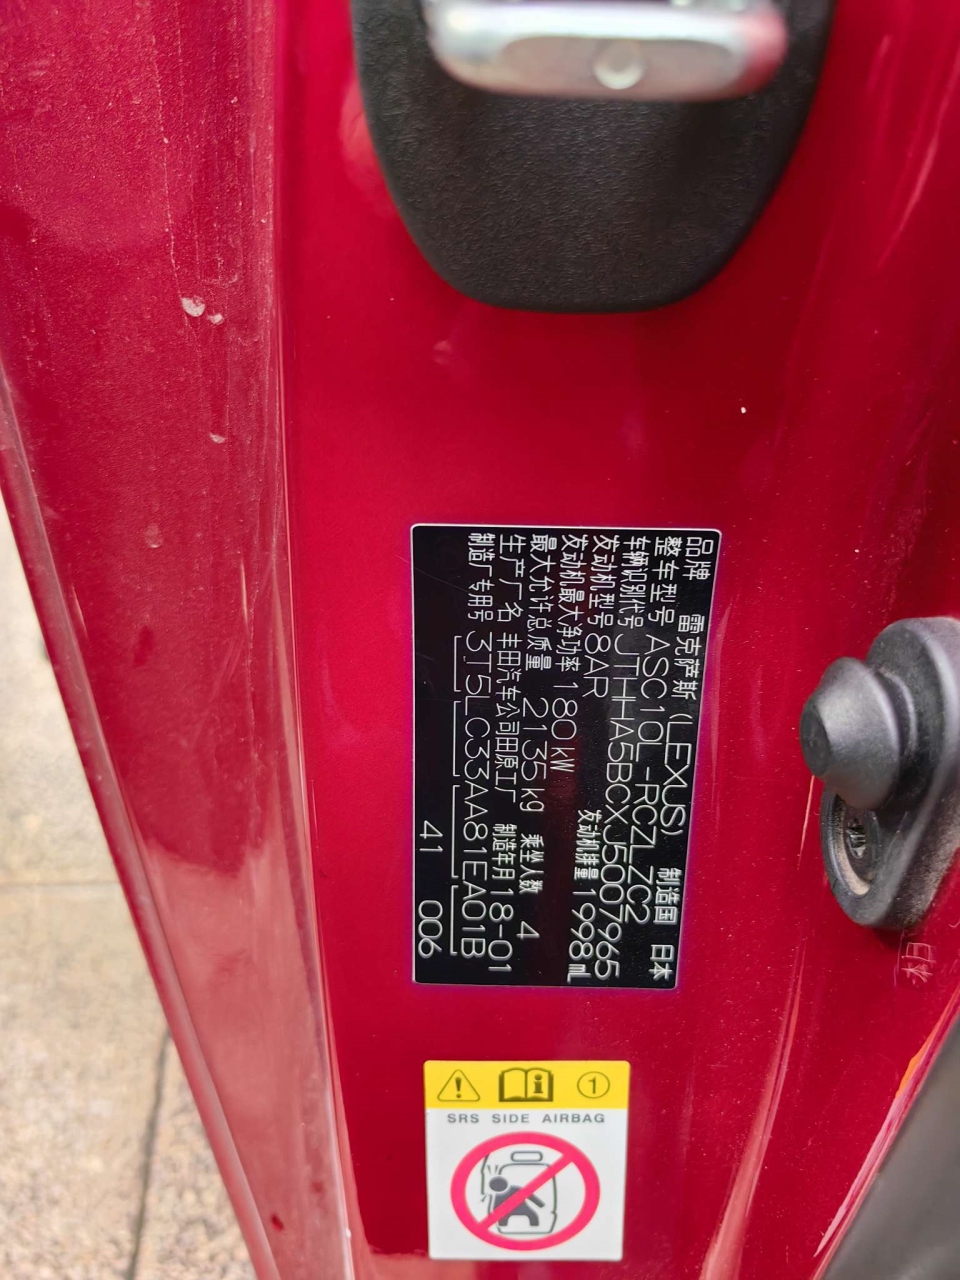 品牌 雷克萨斯 (LEXUS) 制造国 日本
整车型号 ASC10L-RCZLZC2
车辆识别代号 JTHHA5BCXJ5007965
发动机型号 8AR 发动机排量 1998mL
发动机最大净功率 180kW
最大允许总质量 2135kg 乘坐人数 4
生产厂名 丰田汽车公司田原工厂 制造年月 18-01
制造厂专用号 3T5LC33AA81EA01B
41 006
1
SRS SIDE AIRBAG